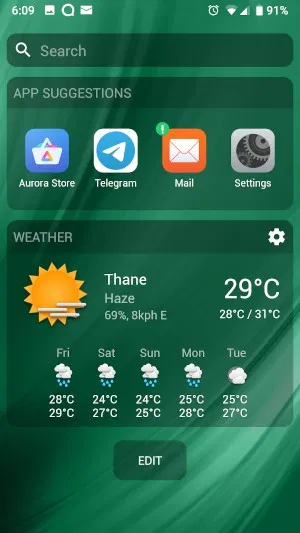 6:09 91%
Search
APP SUGGESTIONS
!
Aurora Store Telegram Mail Settings
WEATHER
Thane
Haze
69%, 8kph E
29°C
28°C / 31°C
Fri Sat Sun Mon Tue
28°C 24°C 24°C 25°C 25°C
29°C 27°C 25°C 28°C 27°C
EDIT